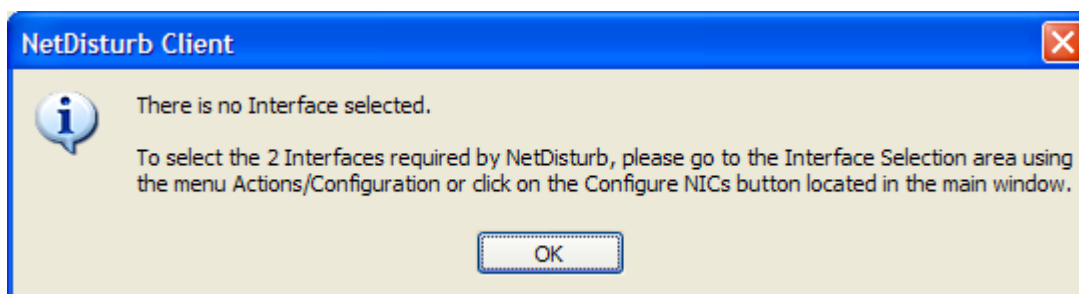 NetDisturb Client
There is no Interface selected.
To select the 2 Interfaces required by NetDisturb, please go to the Interface Selection area using
the menu Actions/Configuration or click on the Configure NICs button located in the main window.
OK